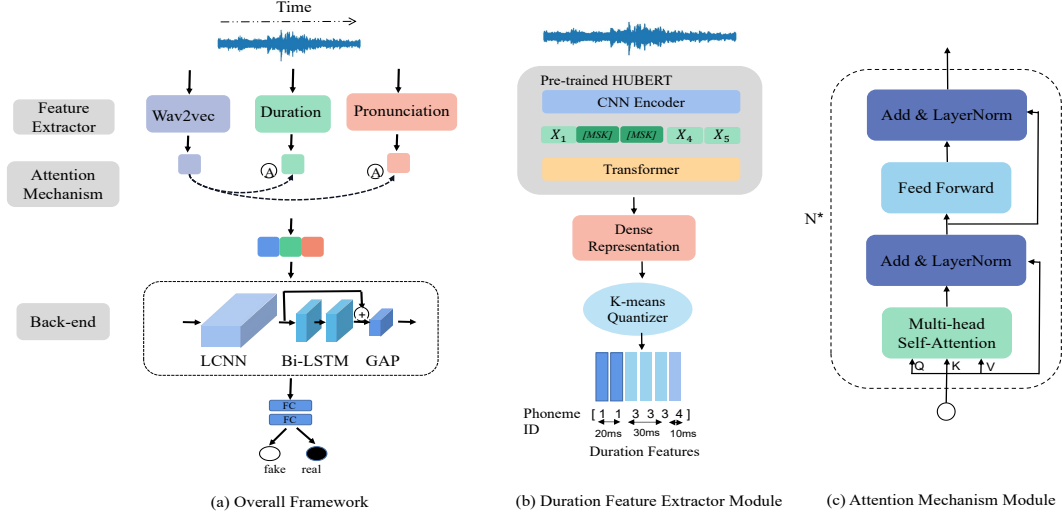 Time
Feature
Extractor
Wav2vec
Duration
Pronunciation
Attention
Mechanism
A
A
Back-end
+
LCNN
Bi-LSTM
GAP
FC
FC
fake
real
(a) Overall Framework
Pre-trained HUBERT
CNN Encoder
X1 [MSK] [MSK] X4 X5
Transformer
Dense
Representation
K-means
Quantizer
Phoneme
ID
[ 1 1 3 3 3 4 ]
20ms 30ms 10ms
Duration Features
(b) Duration Feature Extractor Module
Add & LayerNorm
Feed Forward
N*
Add & LayerNorm
Multi-head
Self-Attention
Q K V
(c) Attention Mechanism Module